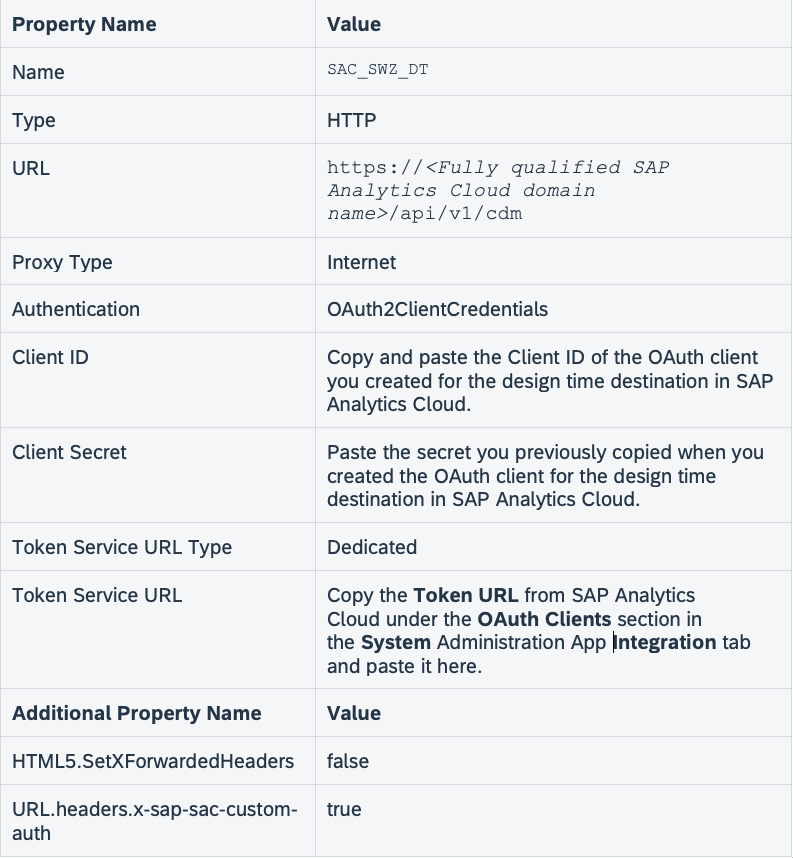 Property Name Value
Name SAC_SWZ_DT
Type HTTP
URL https://<Fully qualified SAP
Analytics Cloud domain
name>/api/v1/cdm
Proxy Type Internet
Authentication OAuth2ClientCredentials
Client ID Copy and paste the Client ID of the OAuth client
you created for the design time destination in SAP
Analytics Cloud.
Client Secret Paste the secret you previously copied when you
created the OAuth client for the design time
destination in SAP Analytics Cloud.
Token Service URL Type Dedicated
Token Service URL Copy the Token URL from SAP Analytics
Cloud under the OAuth Clients section in
the System Administration App Integration tab
and paste it here.
Additional Property Name Value
HTML5.SetXForwardedHeaders false
URL.headers.x-sap-sac-custom- true
auth